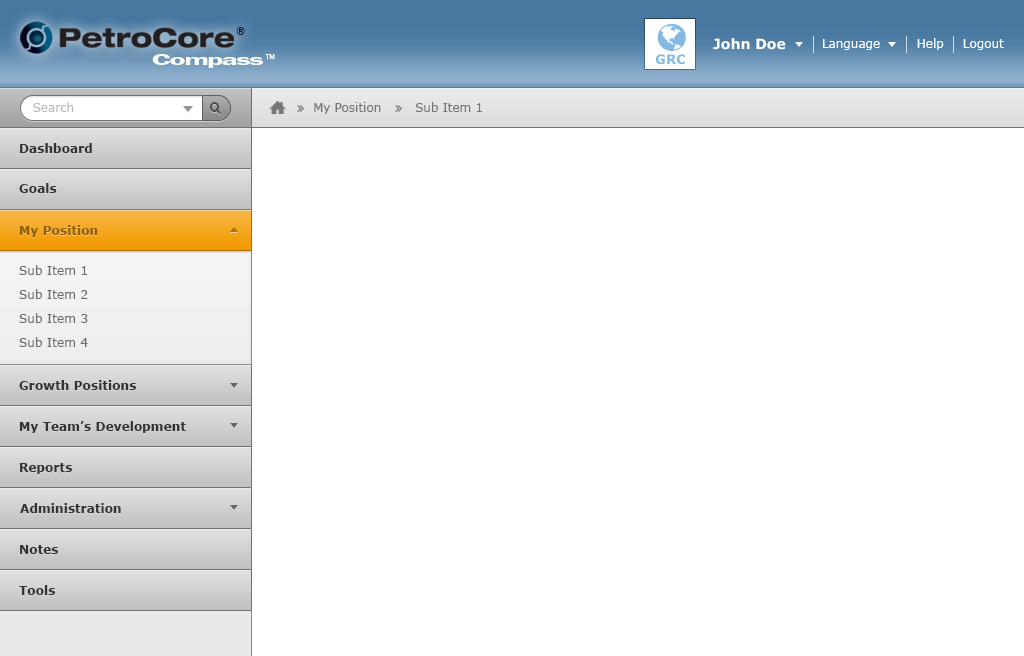 PetroCore®
Compass™
GRC
John Doe
Language
Help
Logout
Search
» My Position » Sub Item 1
Dashboard
Goals
My Position
Sub Item 1
Sub Item 2
Sub Item 3
Sub Item 4
Growth Positions
My Team’s Development
Reports
Administration
Notes
Tools